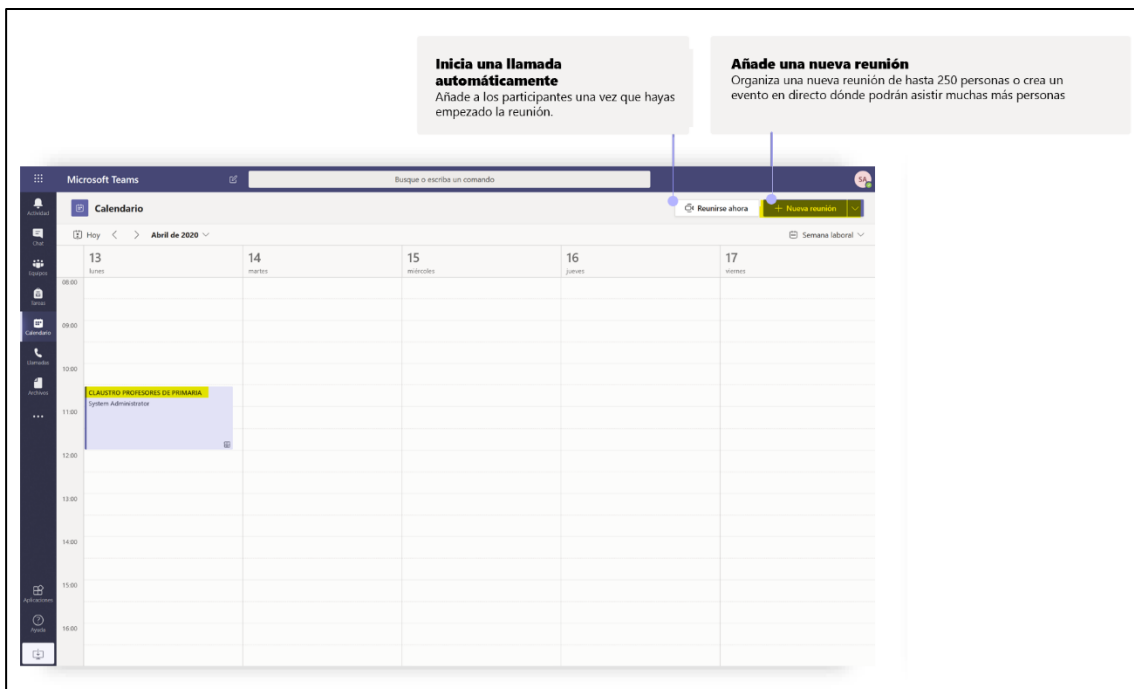 Inicia una llamada
automáticamente
Añade a los participantes una vez que hayas
empezado la reunión.
Añade una nueva reunión
Organiza una nueva reunión de hasta 250 personas o crea un
evento en directo dónde podrán asistir muchas más personas
Microsoft Teams
Busque o escriba un comando
SA
Actividad
Calendario
Reunirse ahora
+ Nueva reunión
Chat
Hoy < > Abril de 2020
Semana laboral
Equipos
13
lunes
14
martes
15
miércoles
16
jueves
17
viernes
Tareas
08:00
Calendario
09:00
Llamadas
10:00
Archivos
CLAUSTRO PROFESORES DE PRIMARIA
System Administrator
11:00
...
12:00
13:00
14:00
15:00
Aplicaciones
Ayuda
16:00